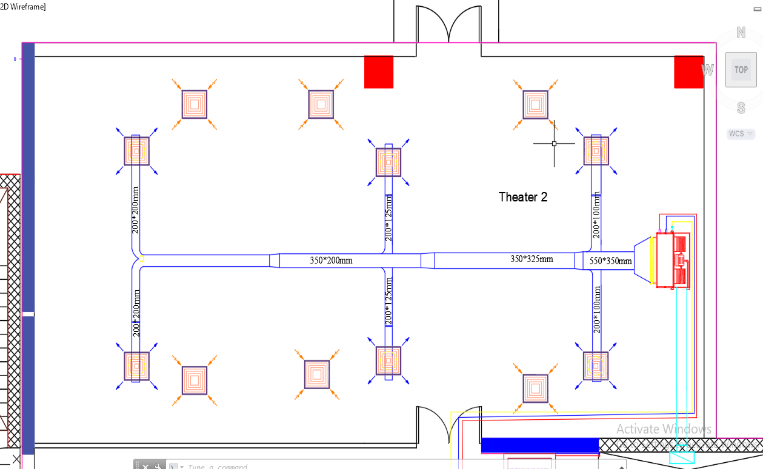 2D Wireframe]
N
W
TOP
S
WCS
200*200mm
200*125mm
200*100mm
Theater 2
350*200mm
350*325mm
550*350mm
200*200mm
200*125mm
200*100mm
Activate Windows
Type a command